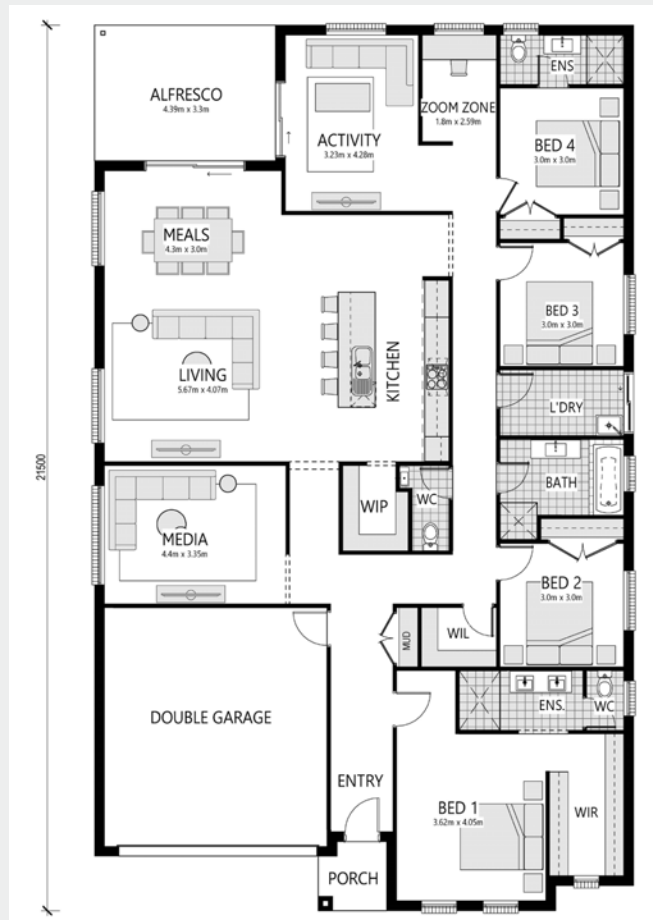 ALFRESCO
4.39m x 3.3m
ACTIVITY
3.23m x 4.28m
ZOOM ZONE
1.8m x 2.59m
ENS
BED 4
3.0m x 3.0m
MEALS
4.3m x 3.0m
BED 3
3.0m x 3.0m
LIVING
5.67m x 4.07m
KITCHEN
L'DRY
21500
WIP
WC
BATH
MEDIA
4.4m x 3.35m
BED 2
3.0m x 3.0m
MUD
WIL
DOUBLE GARAGE
ENS.
WC
ENTRY
BED 1
3.62m x 4.05m
WIR
PORCH